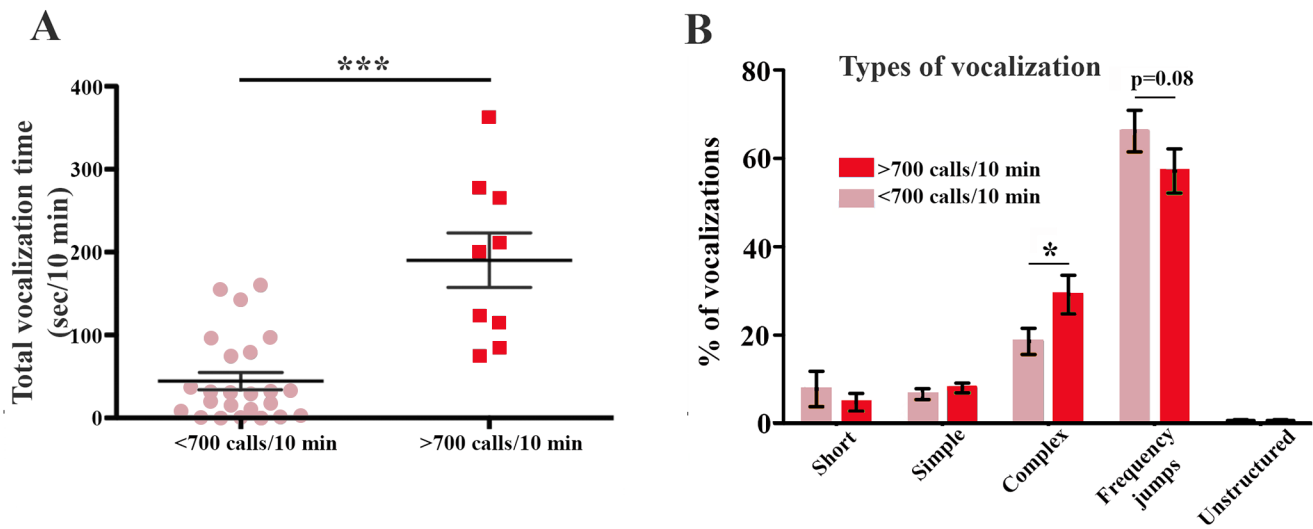 A
***
400
300
200
100
0
Total vocalization time
(sec/10 min)
<700 calls/10 min
>700 calls/10 min
B
Types of vocalization
p=0.08
>700 calls/10 min
<700 calls/10 min
*
80
60
40
20
0
% of vocalizations
Short
Simple
Complex
Frequency
jumps
Unstructured